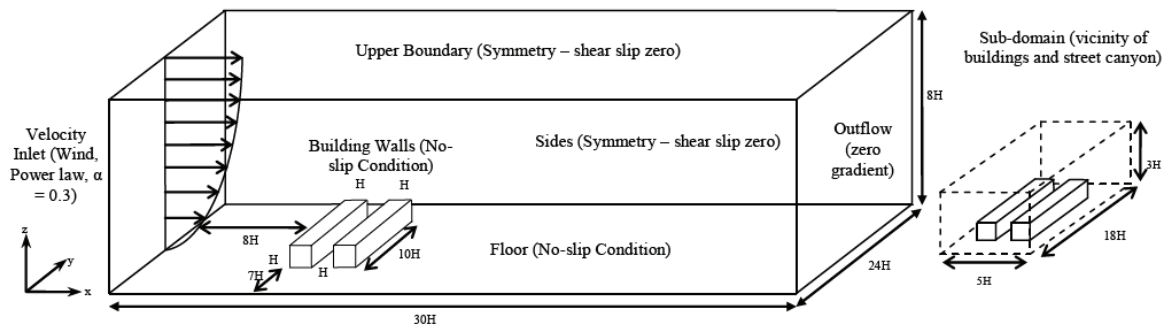 Upper Boundary (Symmetry – shear slip zero)
Sub-domain (vicinity of
buildings and street canyon)
8H
Velocity
Inlet (Wind,
Power law, α
= 0.3)
Building Walls (No-
slip Condition)
Sides (Symmetry – shear slip zero)
Outflow
(zero
gradient)
3H
H H
8H
z
y
x
H
H
7H
10H
Floor (No-slip Condition)
24H
18H
5H
30H